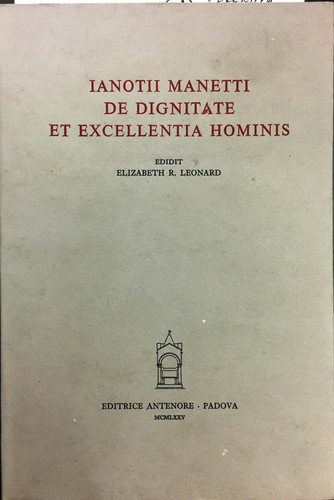 IANOTII MANETTI
DE DIGNITATE
ET EXCELLENTIA HOMINIS
EDIDIT
ELIZABETH R. LEONARD
EDITRICE ANTENORE · PADOVA
MCMLXXV